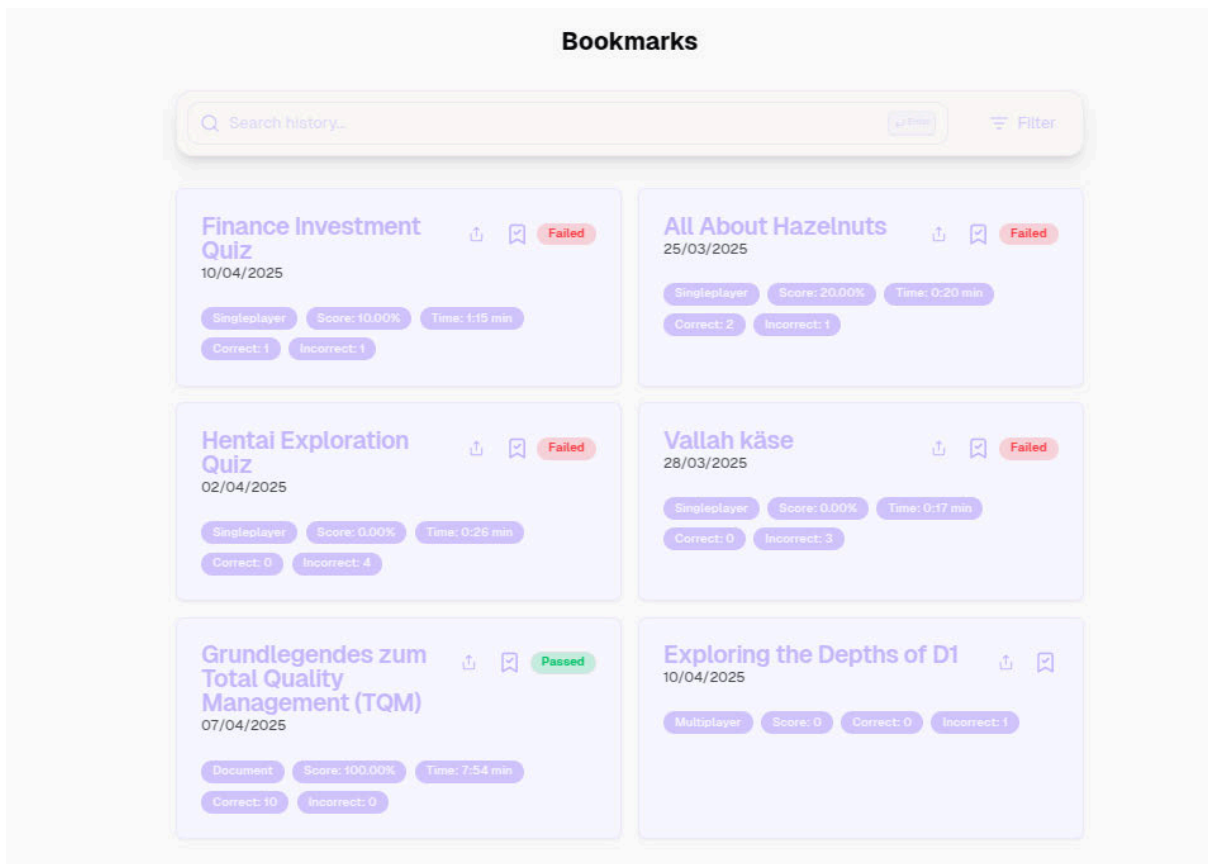 Bookmarks
Search history...
Enter
Filter
Finance Investment
Quiz
Failed
10/04/2025
Singleplayer Score: 10.00% Time: 1:15 min
Correct: 1 Incorrect: 1
All About Hazelnuts
Failed
25/03/2025
Singleplayer Score: 20.00% Time: 0:20 min
Correct: 2 Incorrect: 1
Hentai Exploration
Quiz
Failed
02/04/2025
Singleplayer Score: 0.00% Time: 0:26 min
Correct: 0 Incorrect: 4
Vallah käse
Failed
28/03/2025
Singleplayer Score: 0.00% Time: 0:17 min
Correct: 0 Incorrect: 3
Grundlegendes zum
Total Quality
Management (TQM)
Passed
07/04/2025
Document Score: 100.00% Time: 7:54 min
Correct: 10 Incorrect: 0
Exploring the Depths of D1
10/04/2025
Multiplayer Score: 0 Correct: 0 Incorrect: 1